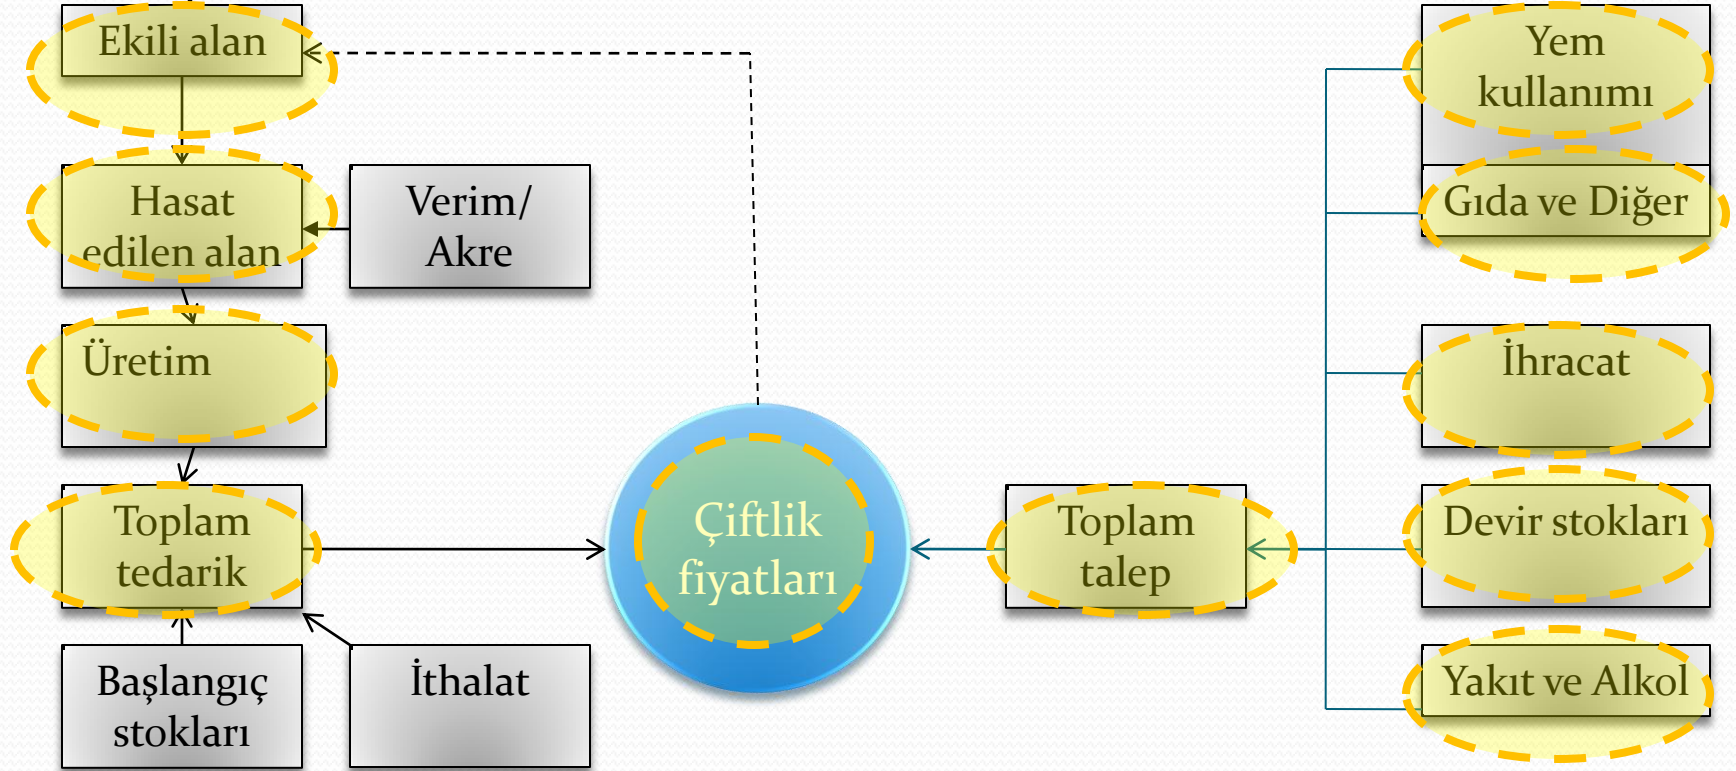 Ekili alan
Hasat
edilen alan
Verim/
Akre
Üretim
Toplam
tedarik
Başlangıç
stokları
İthalat
Çiftlik
fiyatları
Toplam
talep
Yem
kullanımı
Gıda ve Diğer
İhracat
Devir stokları
Yakıt ve Alkol